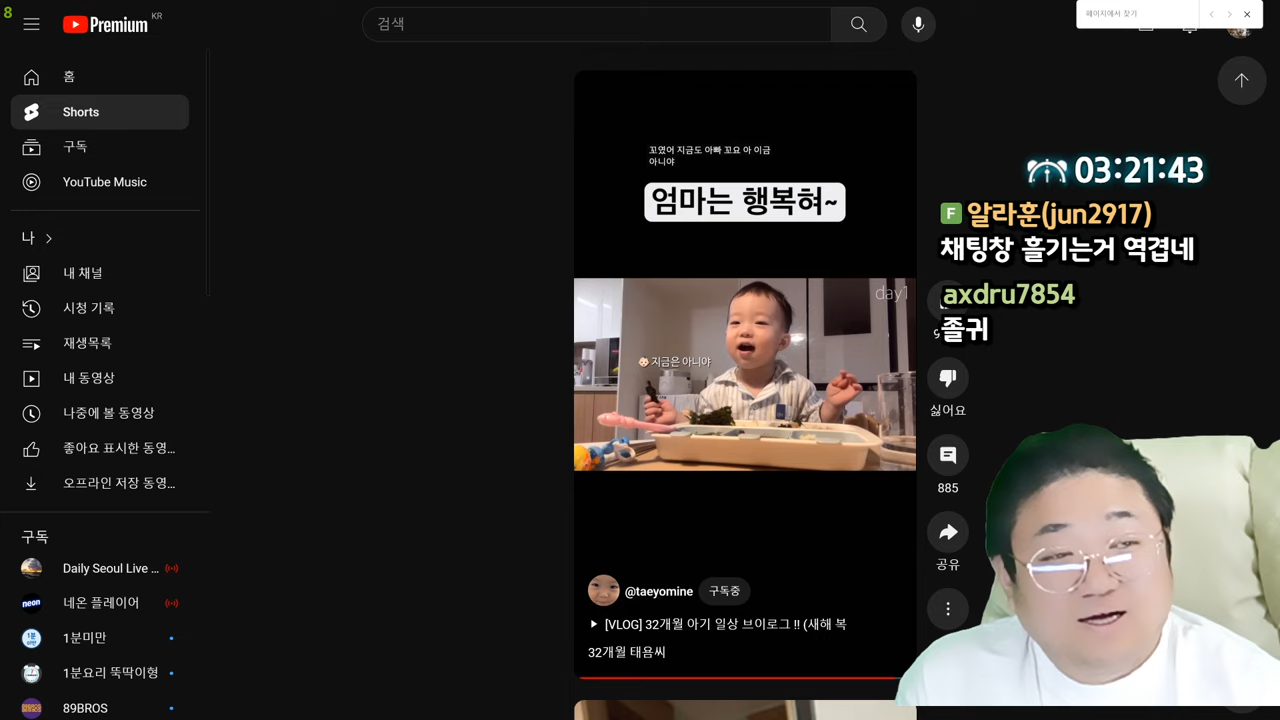 8
Premium
KR
검색
페이지에서 찾기
홈
Shorts
구독
YouTube Music
나
내 채널
시청 기록
재생목록
내 동영상
나중에 볼 동영상
좋아요 표시한 동영...
오프라인 저장 동영...
구독
Daily Seoul Live ...
neon
네온 플레이어
1분미만
1분요리 뚝딱이형
89BROS
꼬였어 지금도 아빠 꼬요 아 이금
아니야
엄마는 행복혀~
day1
지금은 아니야
@taeyomine
구독중
[VLOG] 32개월 아기 일상 브이로그 !! (새해 복
32개월 태욤씨
싫어요
885
공유
03:21:43
F 알라훈(jun2917)
채팅창 흘기는거 역겹네
axdru7854
졸귀